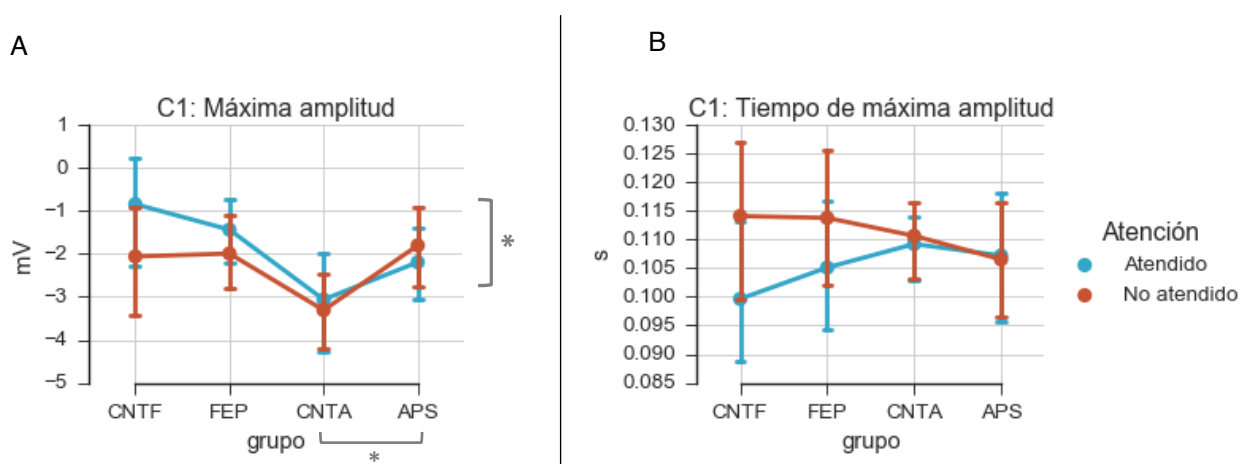 A
C1: Máxima amplitud
1
0
−1
−2
−3
−4
−5
mV
*
CNTF FEP CNTA APS
grupo
*
B
C1: Tiempo de máxima amplitud
0.130
0.125
0.120
0.115
0.110
0.105
0.100
0.095
0.090
0.085
s
CNTF FEP CNTA APS
grupo
Atención
Atendido
No atendido